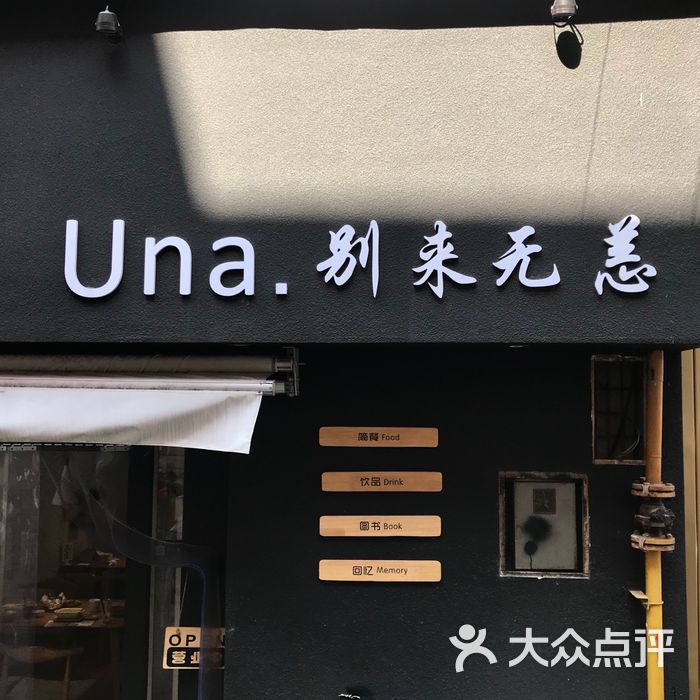 Una. 别来无恙
简餐 Food
饮品 Drink
图书 Book
回忆 Memory
OP
营业
大众点评